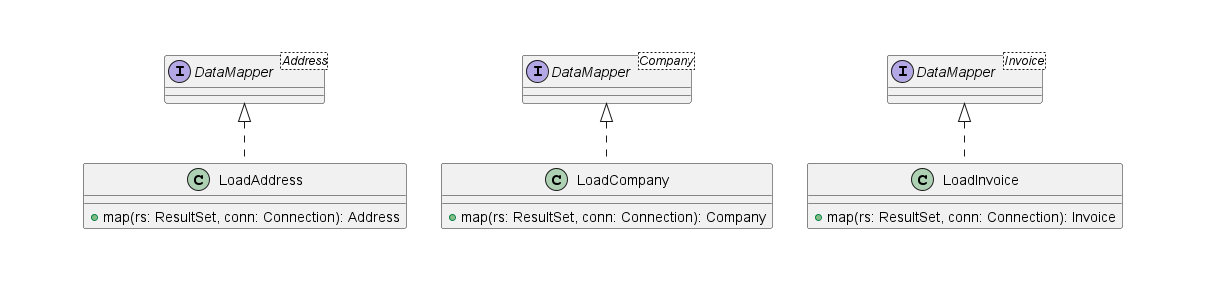 I DataMapper Address
I DataMapper Company
I DataMapper Invoice
C LoadAddress
C LoadCompany
C LoadInvoice
map(rs: ResultSet, conn: Connection): Address
map(rs: ResultSet, conn: Connection): Company
map(rs: ResultSet, conn: Connection): Invoice